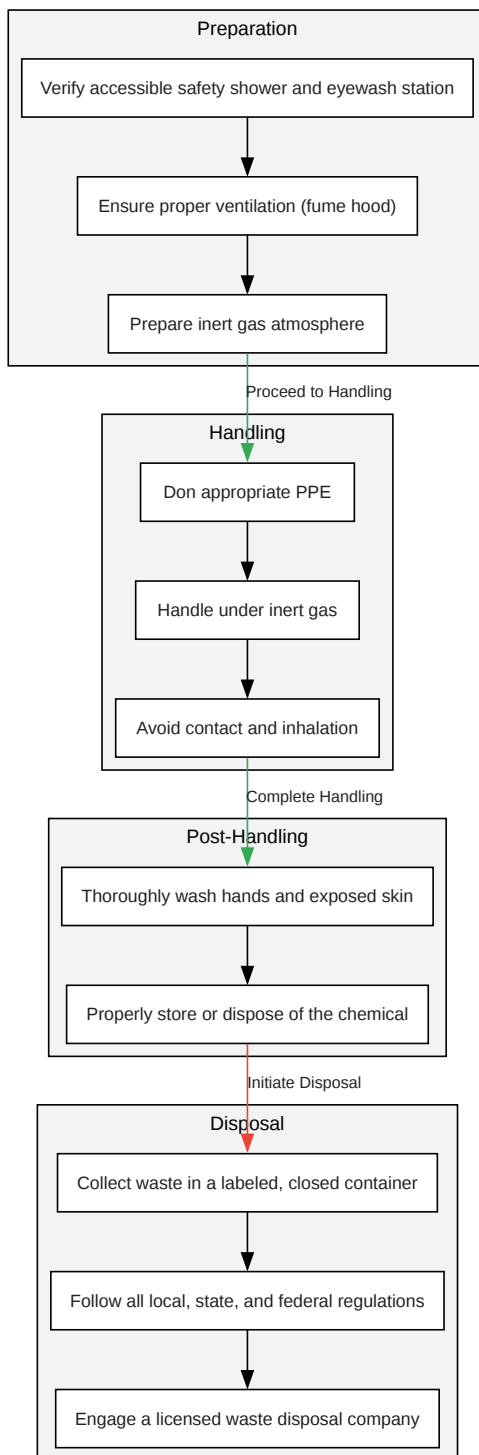 Preparation
Verify accessible safety shower and eyewash station
Ensure proper ventilation (fume hood)
Prepare inert gas atmosphere
Proceed to Handling
Handling
Don appropriate PPE
Handle under inert gas
Avoid contact and inhalation
Complete Handling
Post-Handling
Thoroughly wash hands and exposed skin
Properly store or dispose of the chemical
Initiate Disposal
Disposal
Collect waste in a labeled, closed container
Follow all local, state, and federal regulations
Engage a licensed waste disposal company